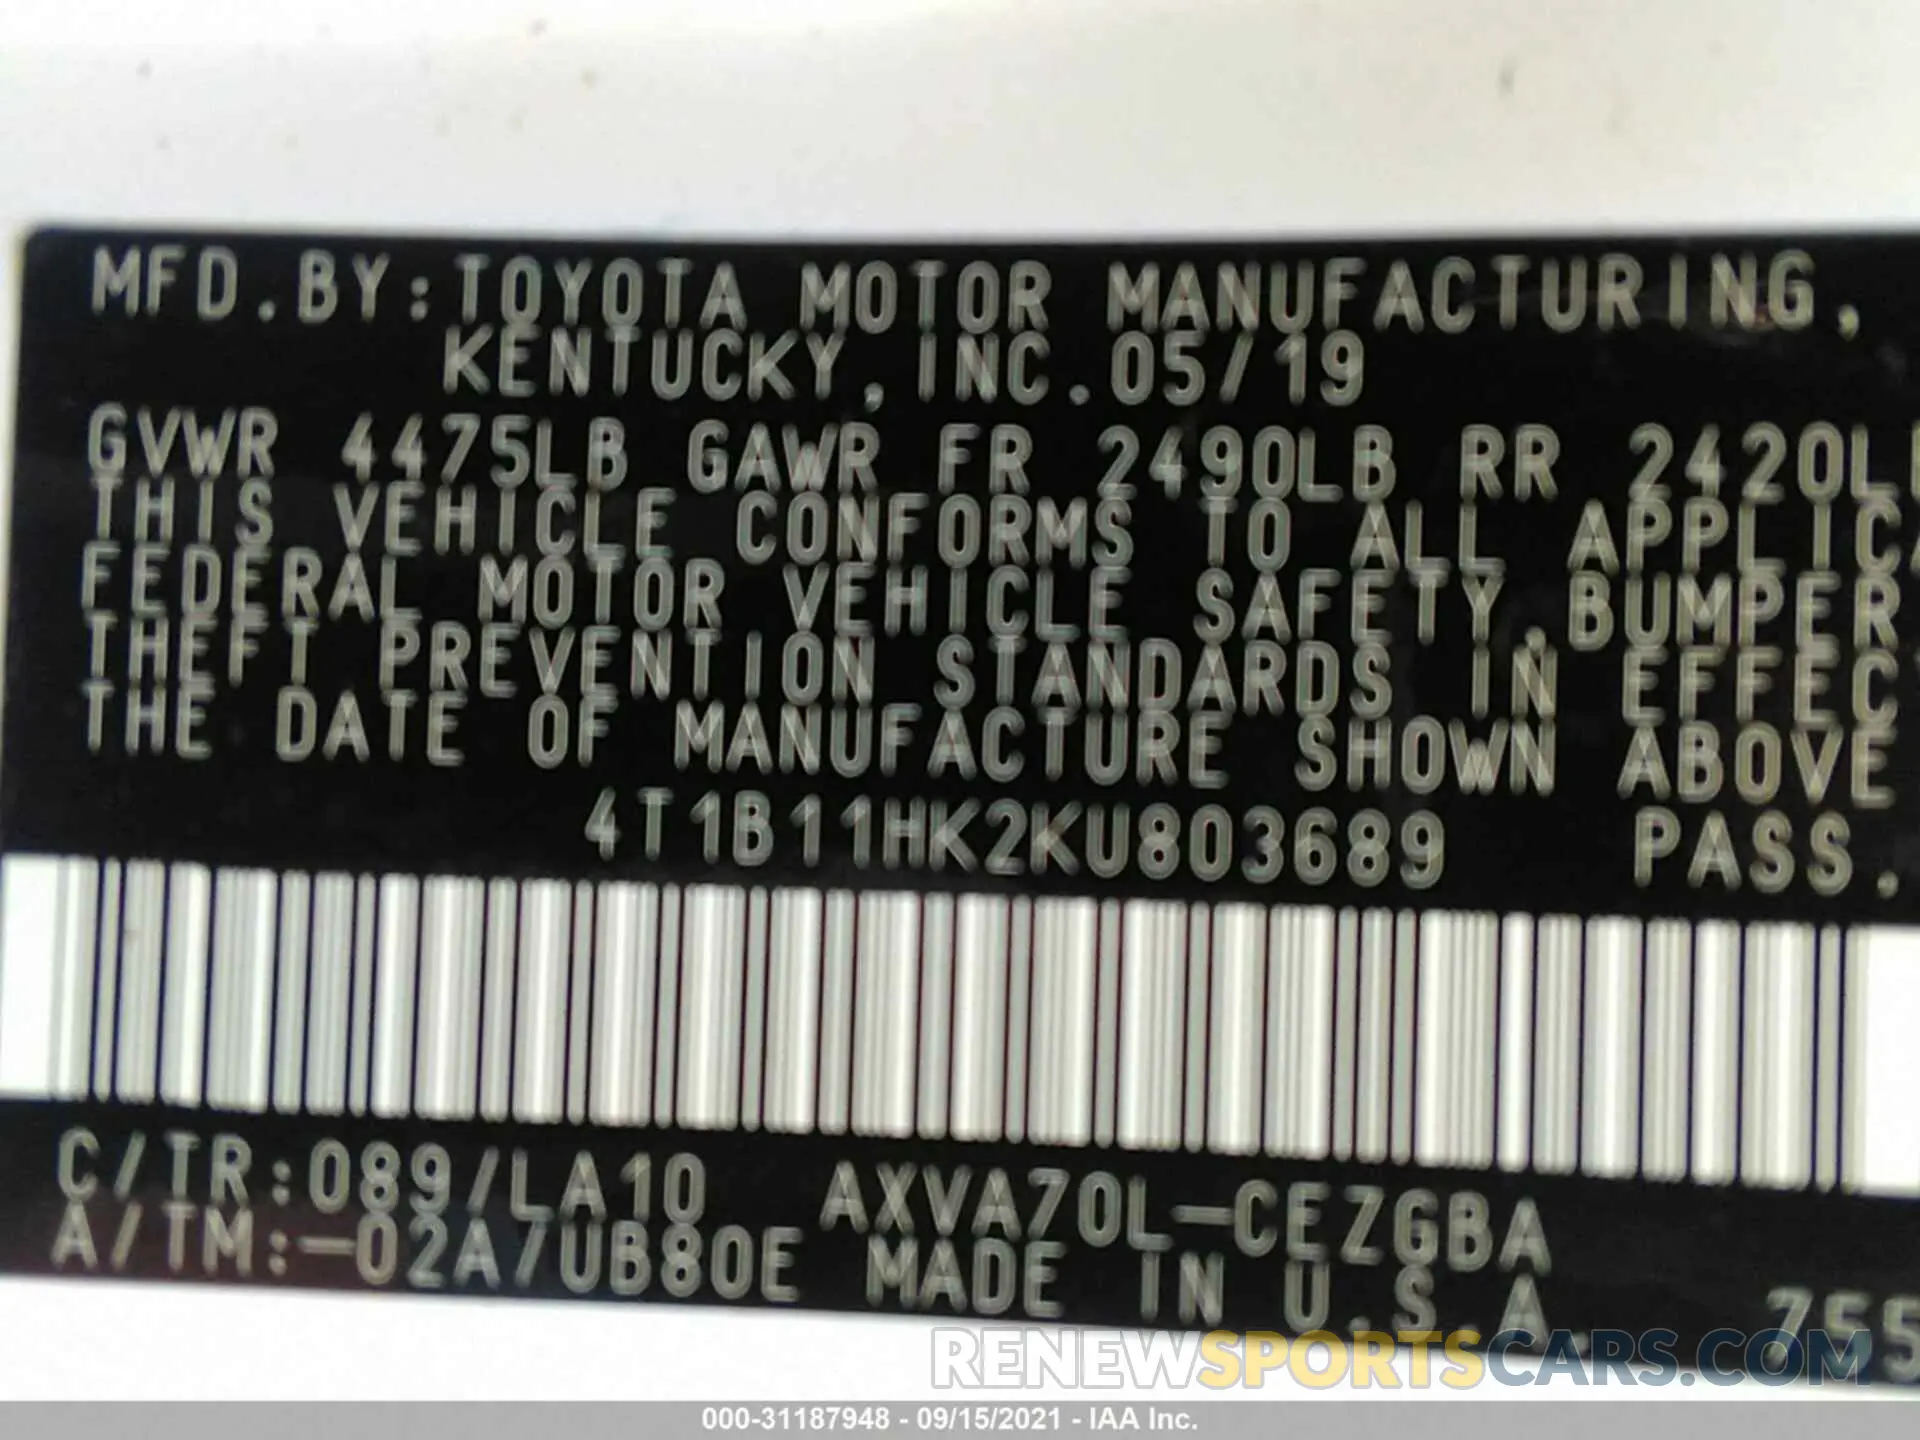 MFD.BY:TOYOTA MOTOR MANUFACTURING,
KENTUCKY,INC.05/19
GVWR 4475LB GAWR FR 2490LB RR 2420L
THIS VEHICLE CONFORMS TO ALL APPLIC
FEDERAL MOTOR VEHICLE SAFETY,BUMPER
THEFT PREVENTION STANDARDS IN EFFEC
THE DATE OF MANUFACTURE SHOWN ABOVE
4T1B11HK2KU803689 PASS.
C/TR:089/LA10 AXVA70L-CEZGBA
A/TM:-02A/UB80E MADE IN U.S.A. 755
RENEWSPORTSCARS.COM
000-31187948 - 09/15/2021 - IAA Inc.